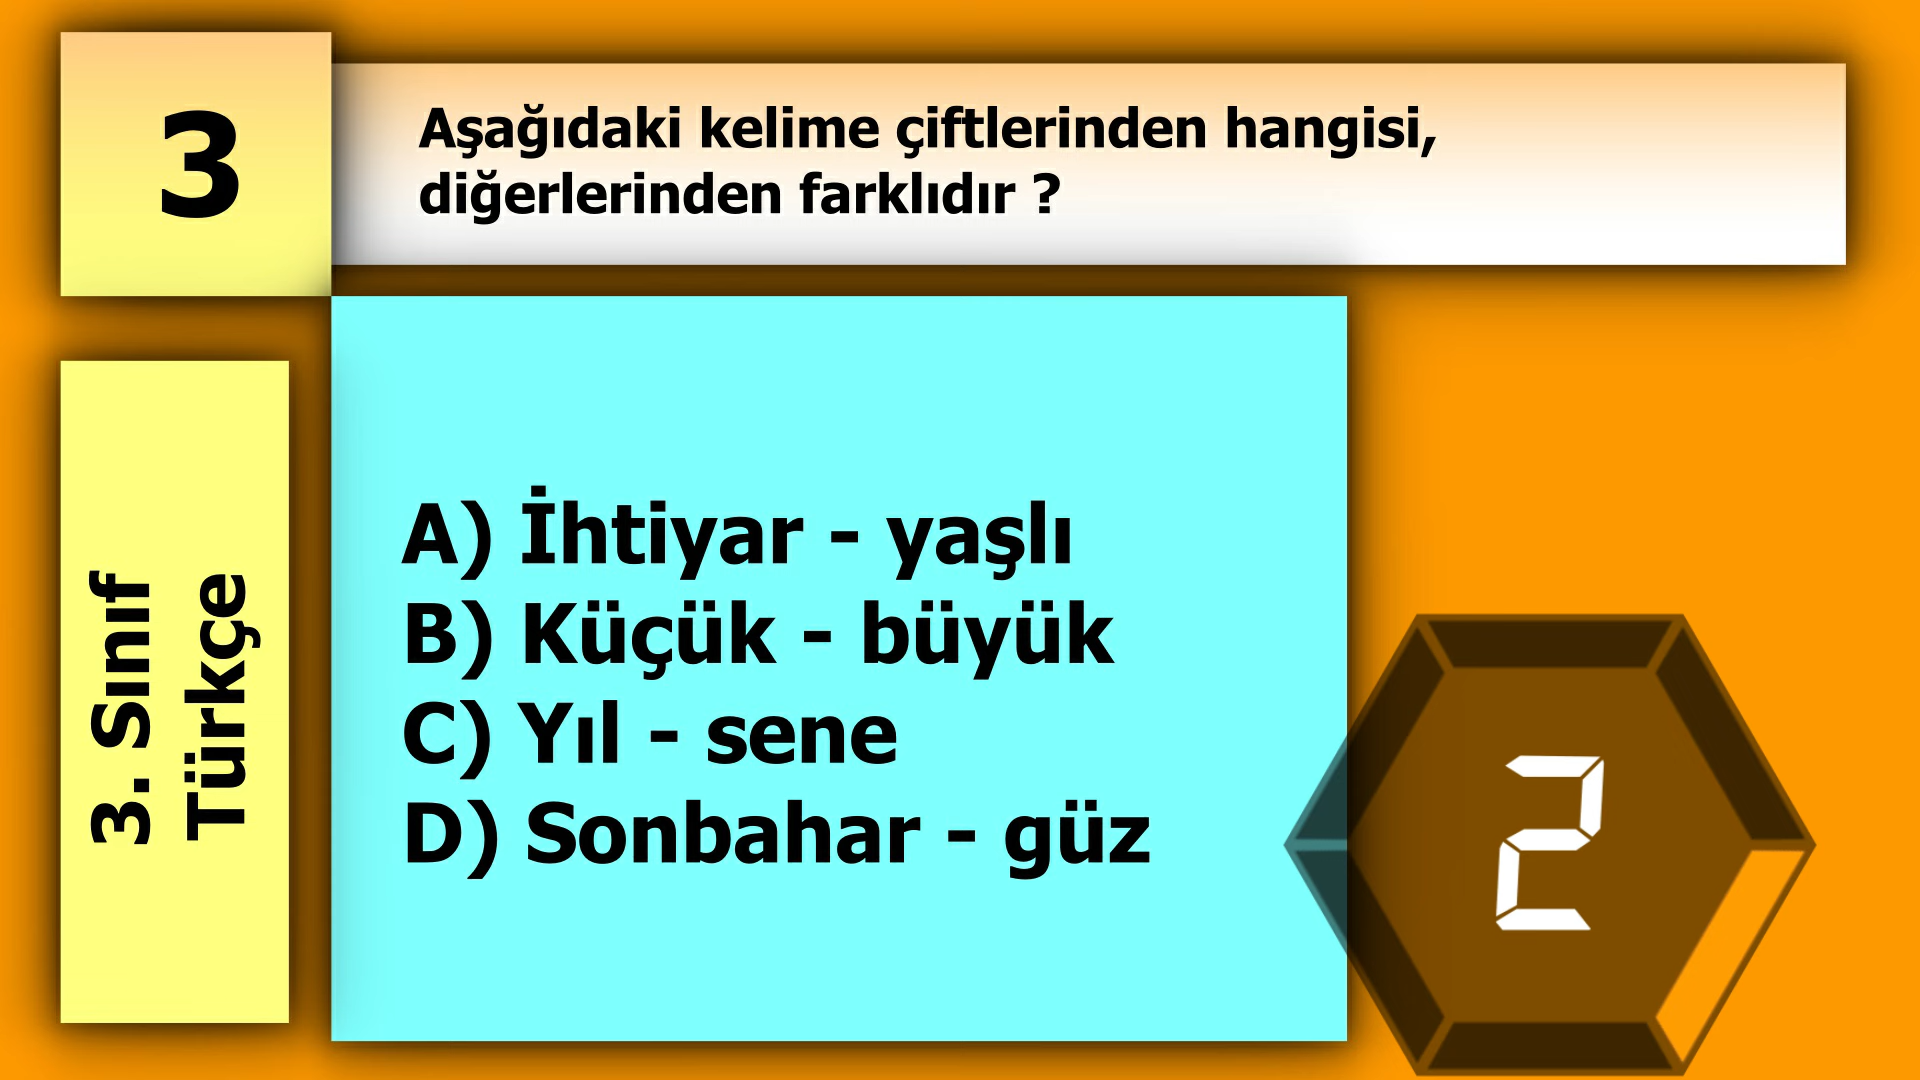 3
Aşağıdaki kelime çiftlerinden hangisi,
diğerlerinden farklıdır ?
3. Sınıf
Türkçe
A) İhtiyar - yaşlı
B) Küçük - büyük
C) Yıl - sene
D) Sonbahar - güz
2